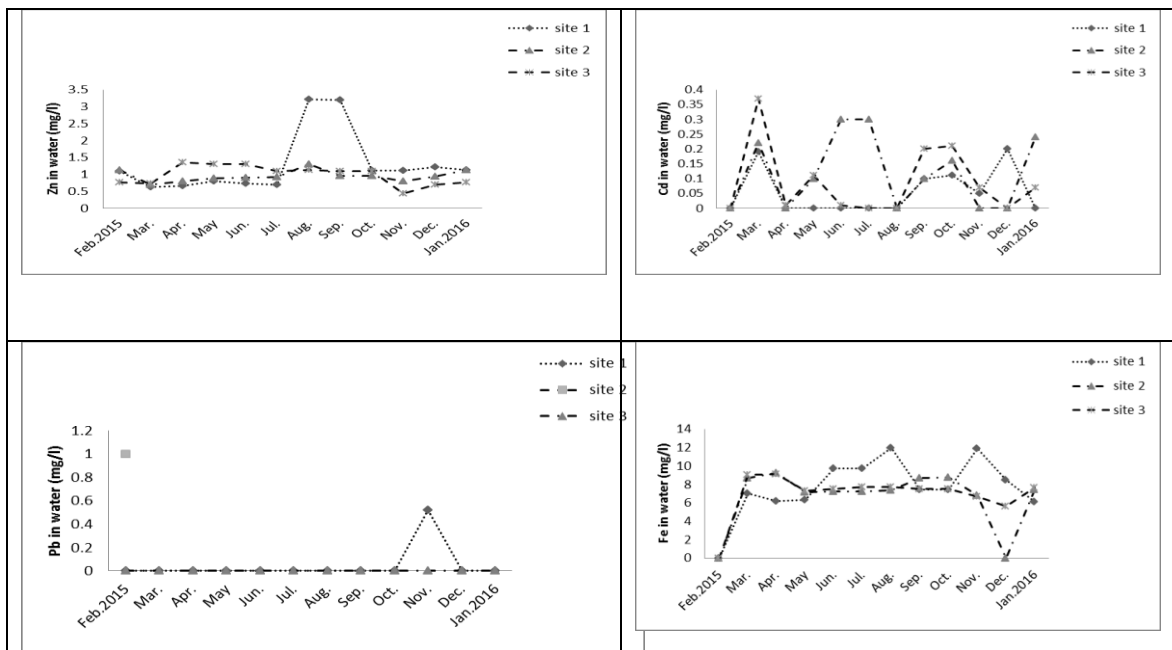 site 1
site 2
site 3
Zn in water (mg/l)
3.5
3
2.5
2
1.5
1
0.5
0
Feb.2015 Mar. Apr. May Jun. Jul. Aug. Sep. Oct. Nov. Dec. Jan.2016
site 1
site 2
site 3
Cd in water (mg/l)
0.4
0.35
0.3
0.25
0.2
0.15
0.1
0.05
0
Feb.2015 Mar. Apr. May Jun. Jul. Aug. Sep. Oct. Nov. Dec. Jan.2016
site 1
site 2
site 3
Pb in water (mg/l)
1.2
1
0.8
0.6
0.4
0.2
0
Feb.2015 Mar. Apr. May Jun. Jul. Aug. Sep. Oct. Nov. Dec. Jan.2016
site 1
site 2
site 3
Fe in water (mg/l)
14
12
10
8
6
4
2
0
Feb.2015 Mar. Apr. May Jun. Jul. Aug. Sep. Oct. Nov. Dec. Jan.2016